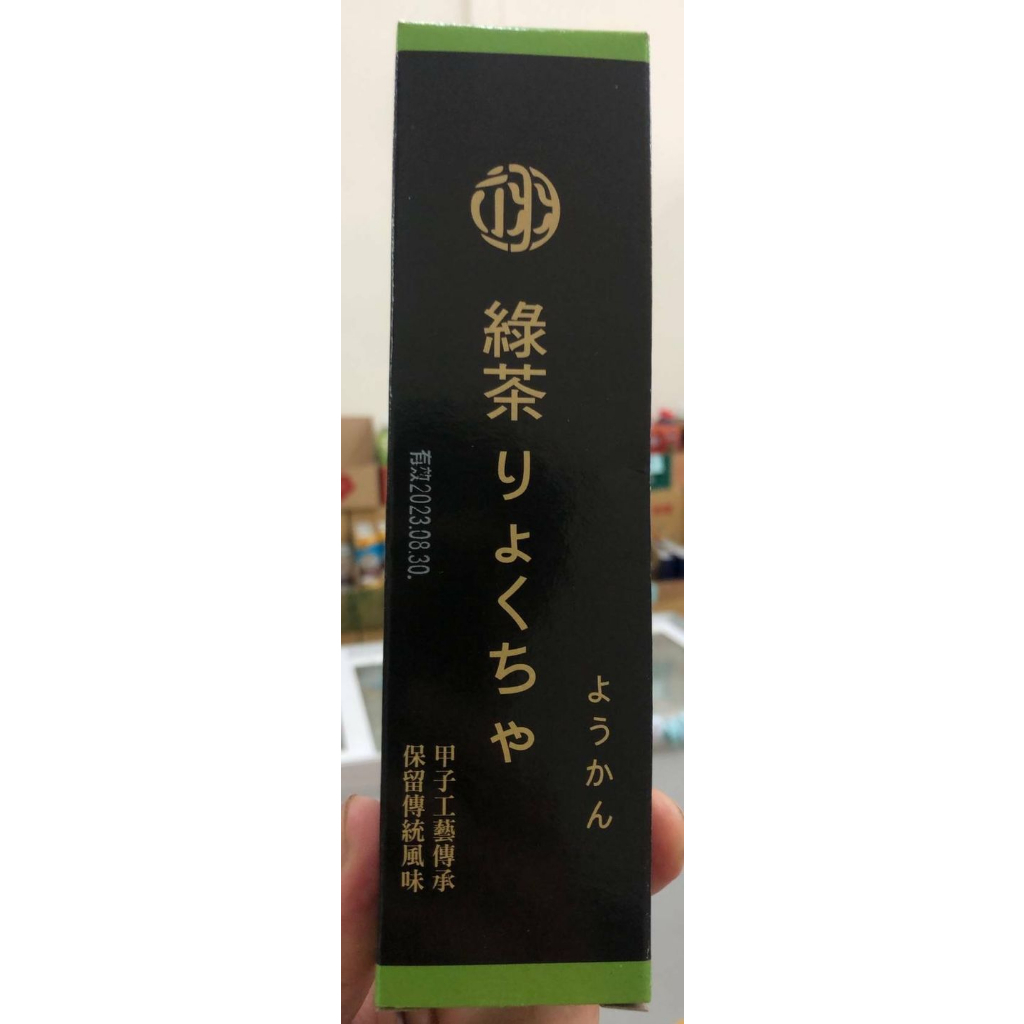 綠茶 りょくちゃ
ようかん
有效2023.08.30.
甲子工藝傳承
保留傳統風味